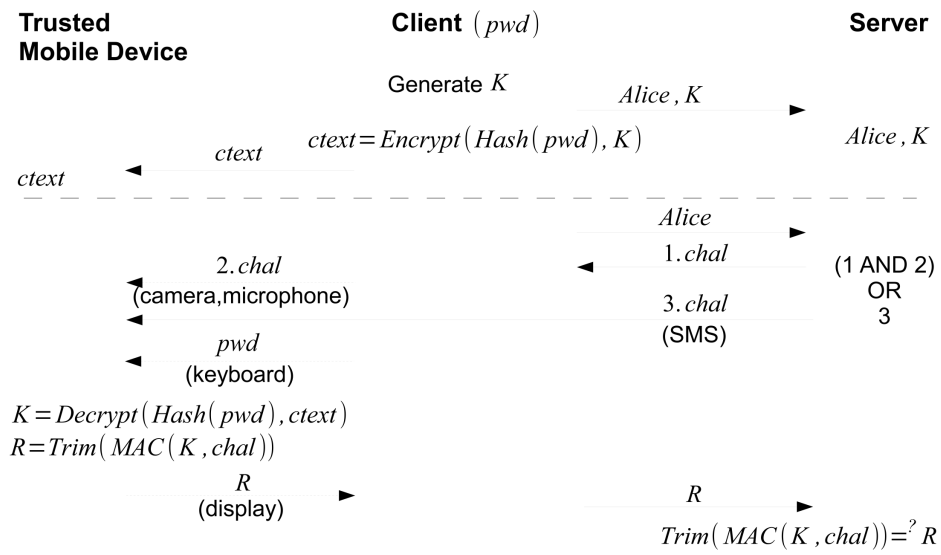 Trusted
Mobile Device
Client (pwd)
Server
Generate K
Alice, K
ctext=Encrypt(Hash(pwd), K)
Alice, K
ctext
ctext
Alice
1.chal
2.chal
(camera,microphone)
(1 AND 2)
OR
3
3.chal
(SMS)
pwd
(keyboard)
K=Decrypt(Hash(pwd),ctext)
R=Trim(MAC(K,chal))
R
(display)
R
Trim(MAC(K,chal))=? R